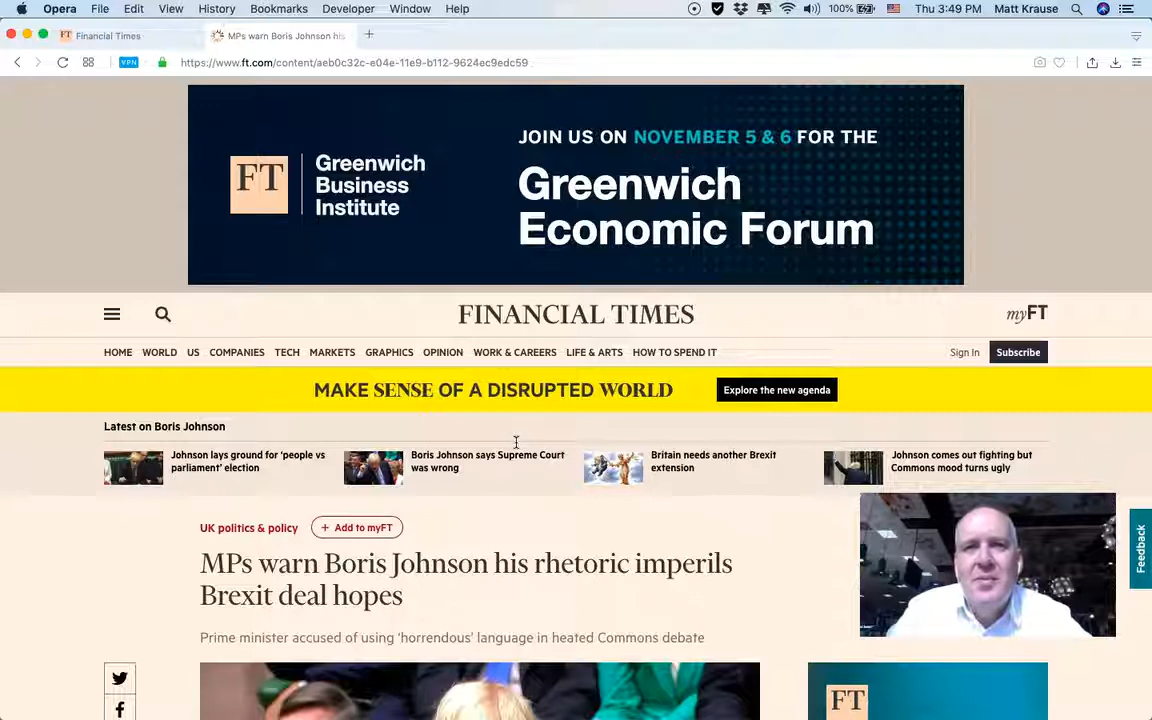 Opera File Edit View History Bookmarks Developer Window Help 100% Thu 3:49 PM Matt Krause
FT Financial Times MPs warn Boris Johnson his
VPN https://www.ft.com/content/aeb0c32c-e04e-11e9-b112-9624ec9edc59
FT
Greenwich
Business
Institute
JOIN US ON NOVEMBER 5 & 6 FOR THE
Greenwich
Economic Forum
FINANCIAL TIMES
myFT
HOME WORLD US COMPANIES TECH MARKETS GRAPHICS OPINION WORK & CAREERS LIFE & ARTS HOW TO SPEND IT Sign In Subscribe
MAKE SENSE OF A DISRUPTED WORLD Explore the new agenda
Latest on Boris Johnson
Johnson lays ground for ‘people vs
parliament’ election
Boris Johnson says Supreme Court
was wrong
Britain needs another Brexit
extension
Johnson comes out fighting but
Commons mood turns ugly
UK politics & policy + Add to myFT
MPs warn Boris Johnson his rhetoric imperils
Brexit deal hopes
Prime minister accused of using ‘horrendous’ language in heated Commons debate
Feedback
FT